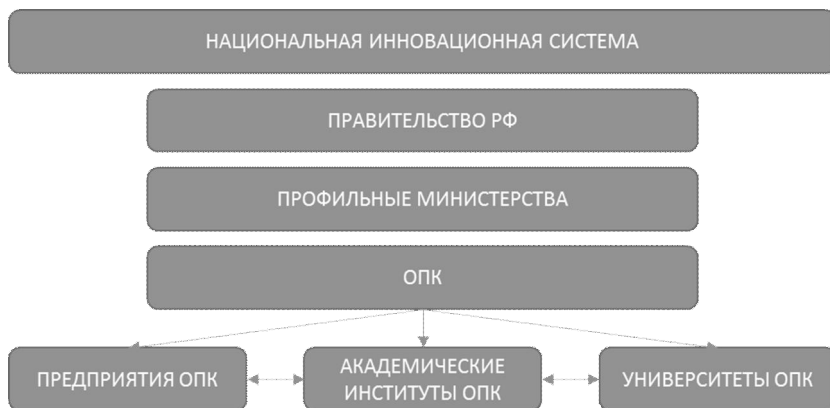 НАЦИОНАЛЬНАЯ ИННОВАЦИОННАЯ СИСТЕМА
ПРАВИТЕЛЬСТВО РФ
ПРОФИЛЬНЫЕ МИНИСТЕРСТВА
ОПК
ПРЕДПРИЯТИЯ ОПК
АКАДЕМИЧЕСКИЕ
ИНСТИТУТЫ ОПК
УНИВЕРСИТЕТЫ ОПК